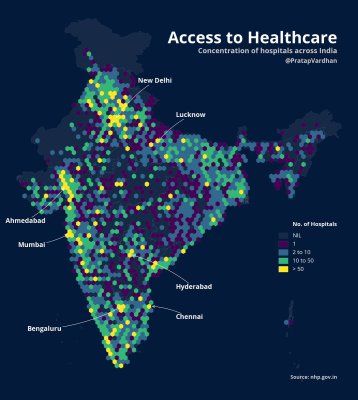 Access to Healthcare
Concentration of hospitals across India
@PratapVardhan
New Delhi
Lucknow
Ahmedabad
Mumbai
Hyderabad
Bengaluru
Chennai
No. of Hospitals
NIL
1
2 to 10
10 to 50
> 50
Source: nhp.gov.in